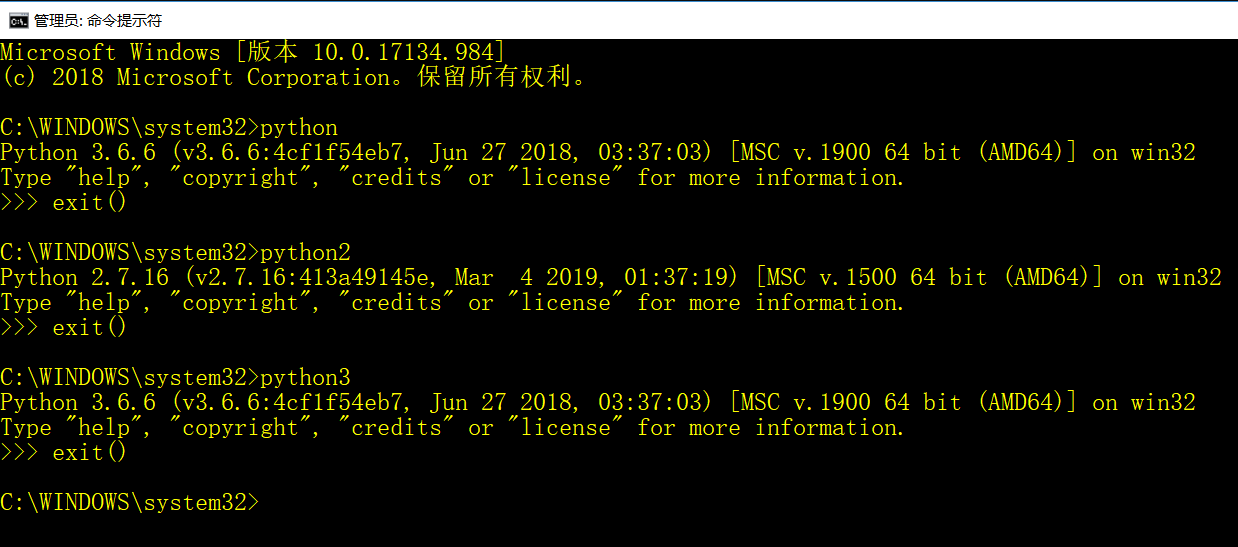 管理员: 命令提示符
Microsoft Windows [版本 10.0.17134.984]
(c) 2018 Microsoft Corporation。保留所有权利。
C:\WINDOWS\system32>python
Python 3.6.6 (v3.6.6:4cf1f54eb7, Jun 27 2018, 03:37:03) [MSC v.1900 64 bit (AMD64)] on win32
Type "help", "copyright", "credits" or "license" for more information.
>>> exit()
C:\WINDOWS\system32>python2
Python 2.7.16 (v2.7.16:413a49145e, Mar  4 2019, 01:37:19) [MSC v.1500 64 bit (AMD64)] on win32
Type "help", "copyright", "credits" or "license" for more information.
>>> exit()
C:\WINDOWS\system32>python3
Python 3.6.6 (v3.6.6:4cf1f54eb7, Jun 27 2018, 03:37:03) [MSC v.1900 64 bit (AMD64)] on win32
Type "help", "copyright", "credits" or "license" for more information.
>>> exit()
C:\WINDOWS\system32>